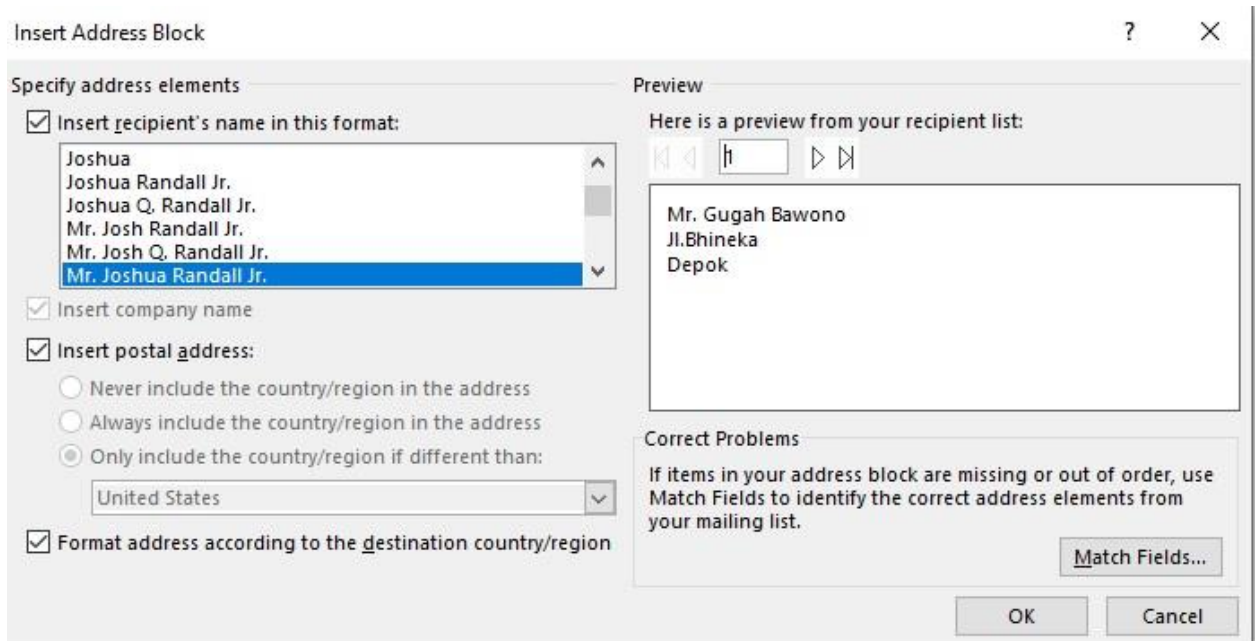 Insert Address Block
Specify address elements
Insert recipient's name in this format:
Joshua
Joshua Randall Jr.
Joshua Q. Randall Jr.
Mr. Josh Randall Jr.
Mr. Josh Q. Randall Jr.
Mr. Joshua Randall Jr.
Insert company name
Insert postal address:
Never include the country/region in the address
Always include the country/region in the address
Only include the country/region if different than:
United States
Format address according to the destination country/region
Preview
Here is a preview from your recipient list:
1
Mr. Gugah Bawono
Jl.Bhineka
Depok
Correct Problems
If items in your address block are missing or out of order, use
Match Fields to identify the correct address elements from
your mailing list.
Match Fields...
OK
Cancel